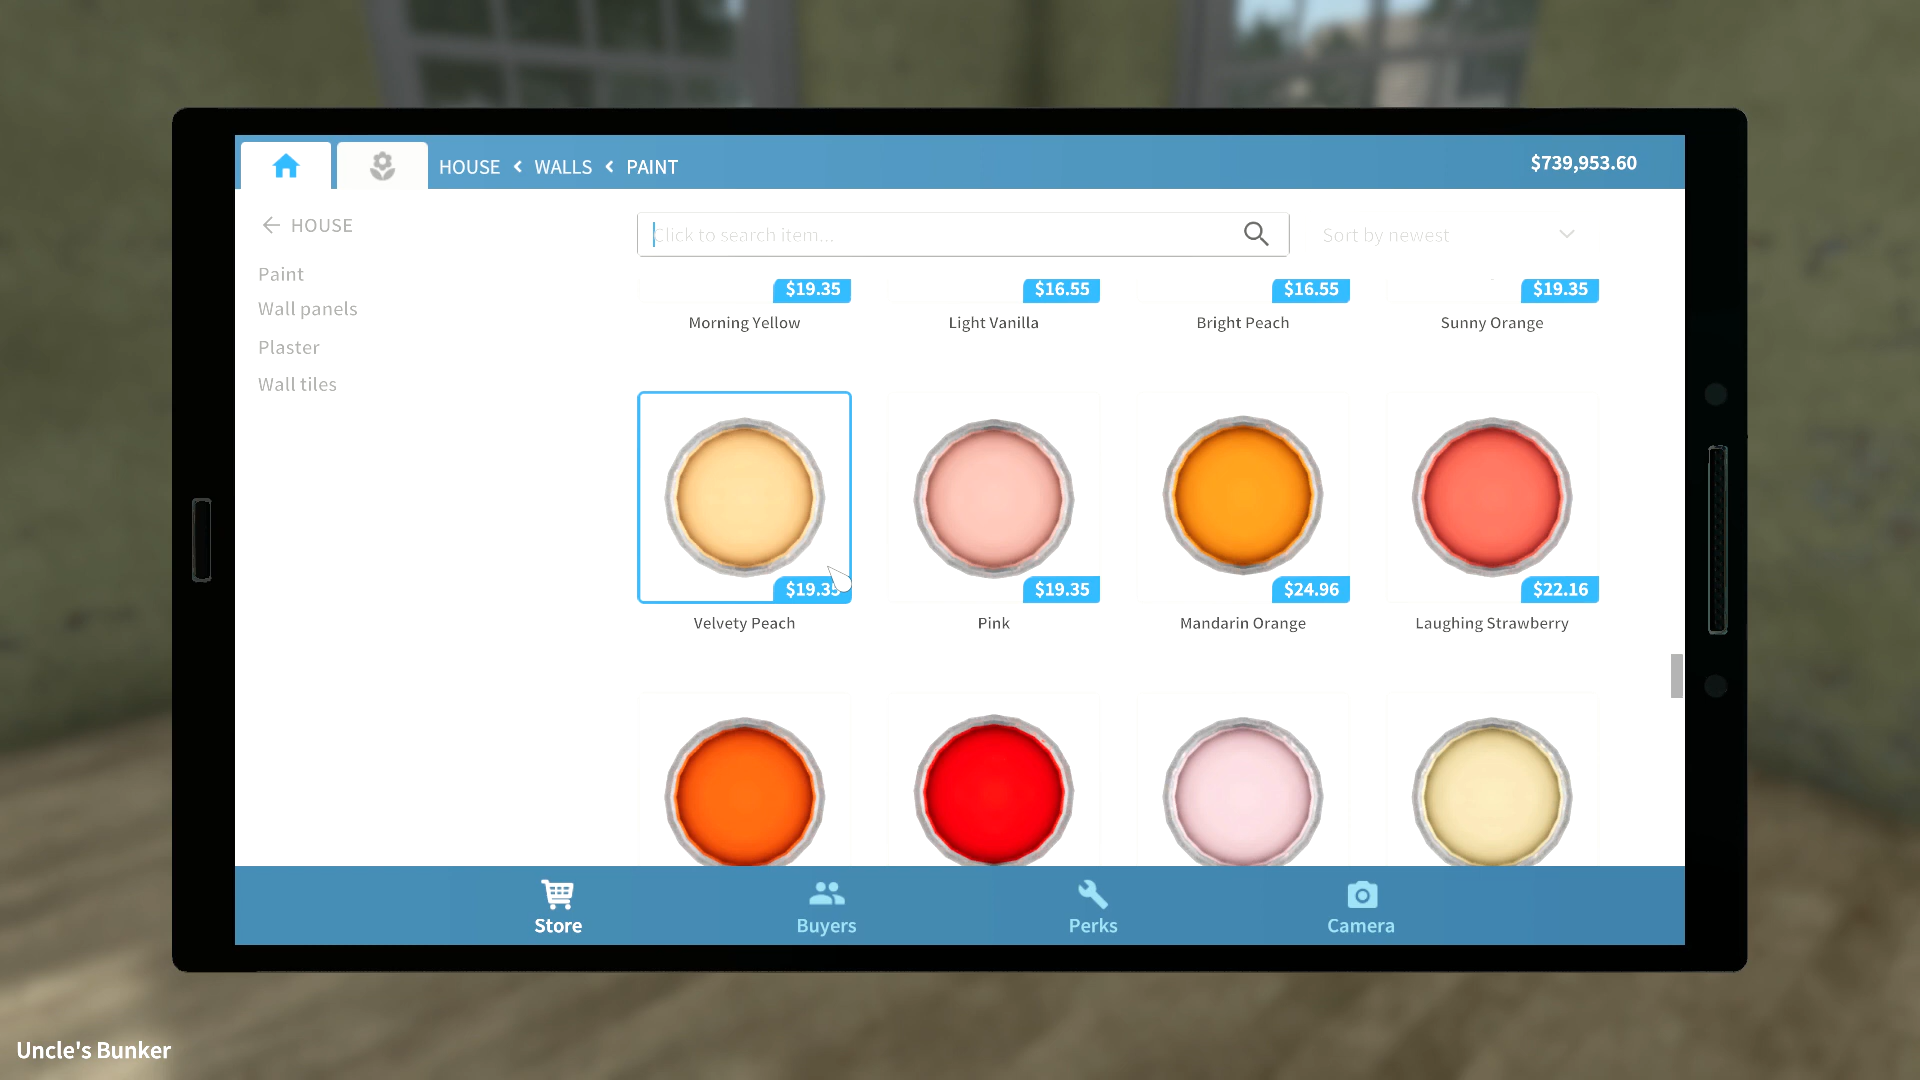 HOUSE < WALLS < PAINT
$739,953.60
HOUSE
Click to search item...
Sort by newest
Paint
Wall panels
Plaster
Wall tiles
$19.35
$16.55
$16.55
$19.35
Morning Yellow
Light Vanilla
Bright Peach
Sunny Orange
$19.35
$19.35
$24.96
$22.16
Velvety Peach
Pink
Mandarin Orange
Laughing Strawberry
Store
Buyers
Perks
Camera
Uncle's Bunker